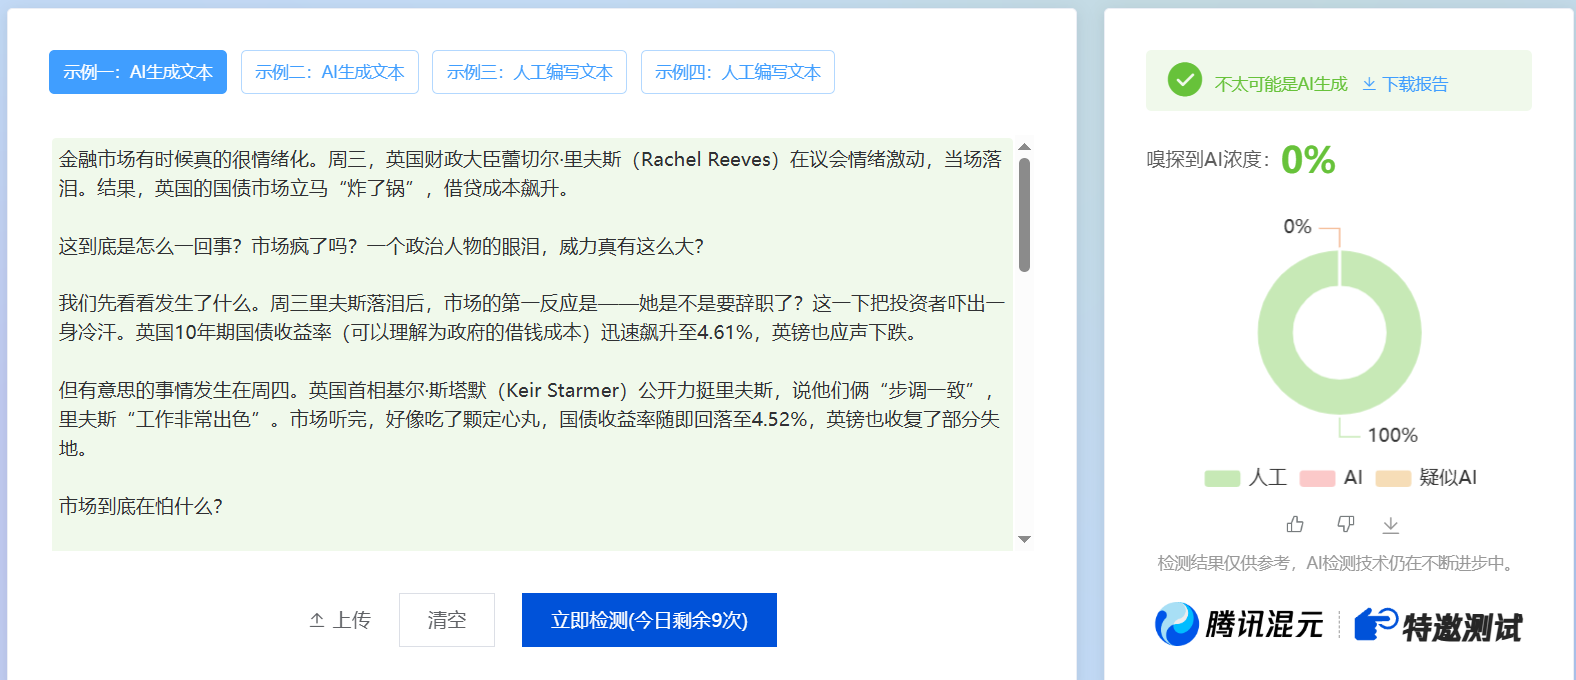 示例一：AI生成文本
示例二：AI生成文本
示例三：人工编写文本
示例四：人工编写文本
金融市场有时候真的很情绪化。周三，英国财政大臣蕾切尔·里夫斯（Rachel Reeves）在议会情绪激动，当场落
泪。结果，英国的国债市场立马“炸了锅”，借贷成本飙升。
这到底是怎么一回事？市场疯了吗？一个政治人物的眼泪，威力真有这么大？
我们先看看发生了什么。周三里夫斯落泪后，市场的第一反应是——她是不是要辞职了？这一下把投资者吓出一
身冷汗。英国10年期国债收益率（可以理解为政府的借钱成本）迅速飙升至4.61%，英镑也应声下跌。
但有意思的事情发生在周四。英国首相基尔·斯塔默（Keir Starmer）公开力挺里夫斯，说他们俩“步调一致”，
里夫斯“工作非常出色”。市场听完，好像吃了颗定心丸，国债收益率随即回落至4.52%，英镑也收复了部分失
地。
市场到底在怕什么？
上传
清空
立即检测(今日剩余9次)
不太可能是AI生成
下载报告
嗅探到AI浓度：0%
0%
100%
人工
AI
疑似AI
检测结果仅供参考，AI检测技术仍在不断进步中。
腾讯混元
特邀测试